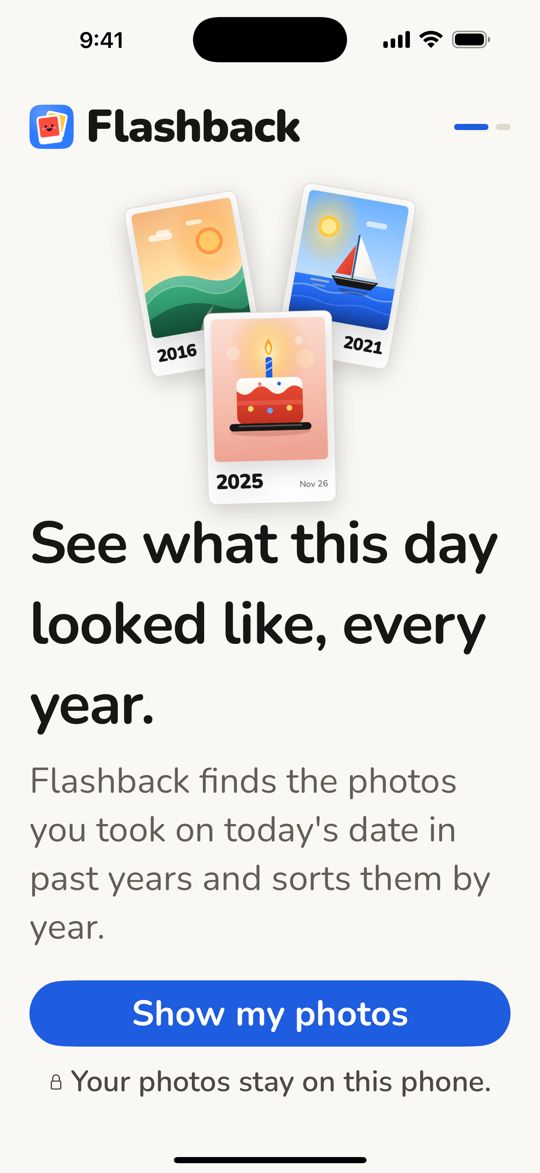 9:41
Flashback
2016
2021
2025
Nov 26
See what this day
looked like, every
year.
Flashback finds the photos
you took on today's date in
past years and sorts them by
year.
Show my photos
Your photos stay on this phone.